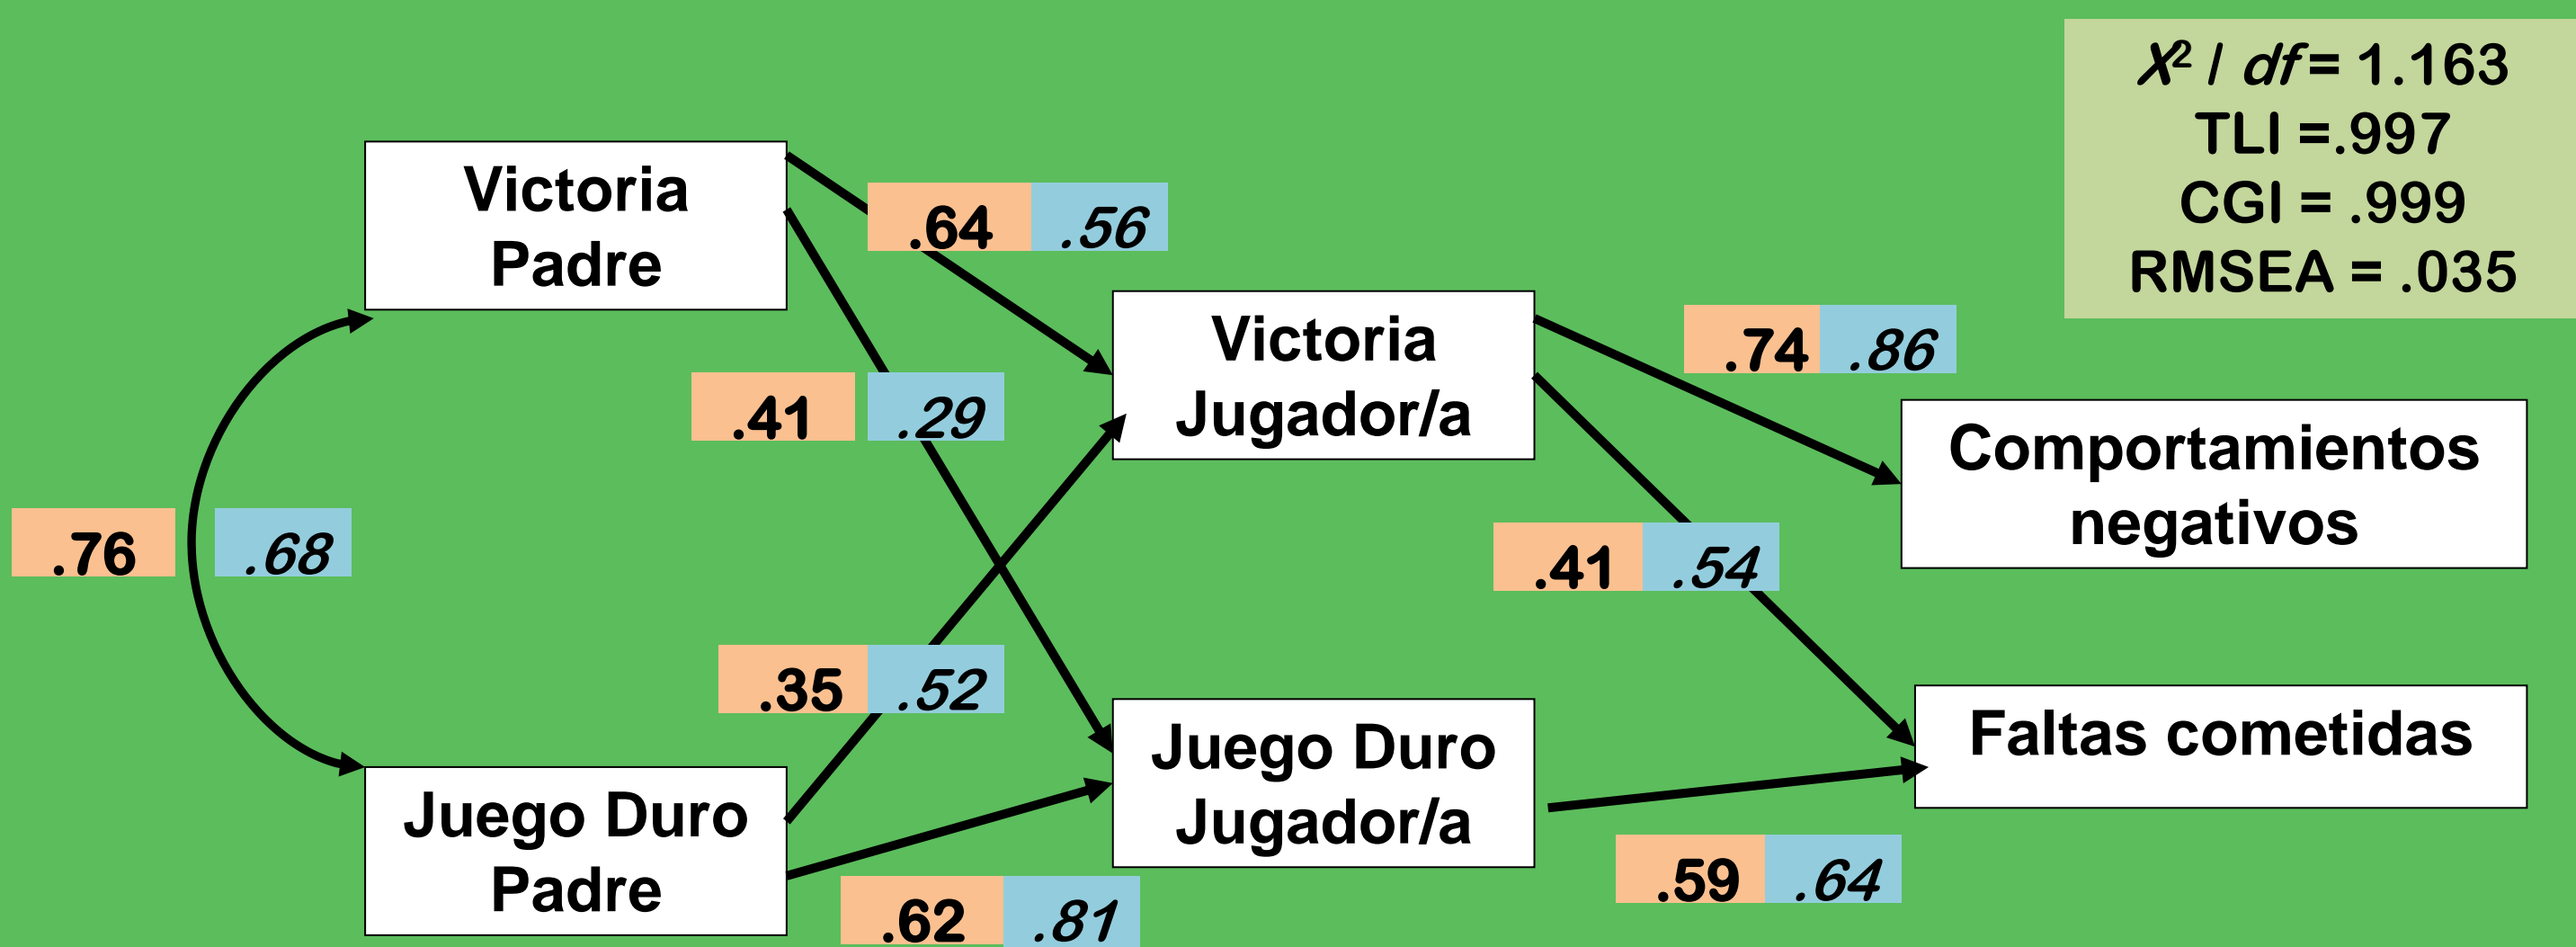 X² / df = 1.163
TLI =.997
CGI = .999
RMSEA = .035
Victoria
Padre
.64 .56
Victoria
Jugador/a
.74 .86
.41 .29
Comportamientos
negativos
.76 .68
.41 .54
.35 .52
Faltas cometidas
Juego Duro
Jugador/a
Juego Duro
Padre
.59 .64
.62 .81